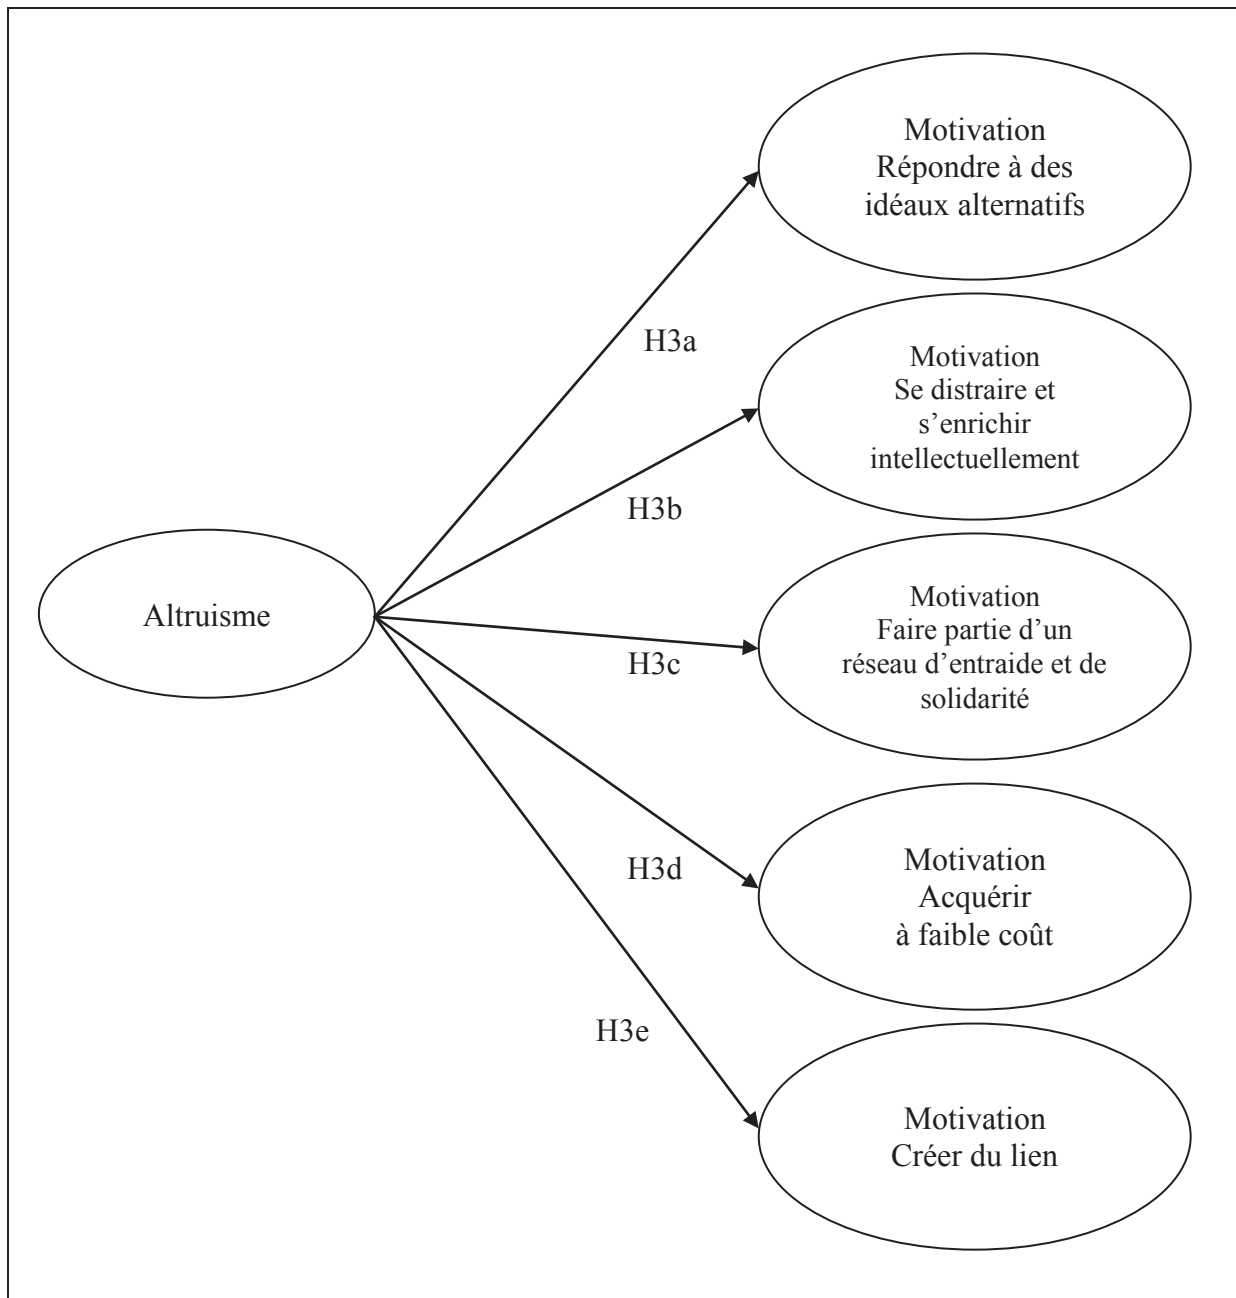 Motivation
Répondre à des
idéaux alternatifs
H3a
Motivation
Se distraire et
s’enrichir
intellectuellement
H3b
Altruisme
Motivation
Faire partie d’un
réseau d’entraide et de
solidarité
H3c
Motivation
Acquérir
à faible coût
H3d
H3e
Motivation
Créer du lien